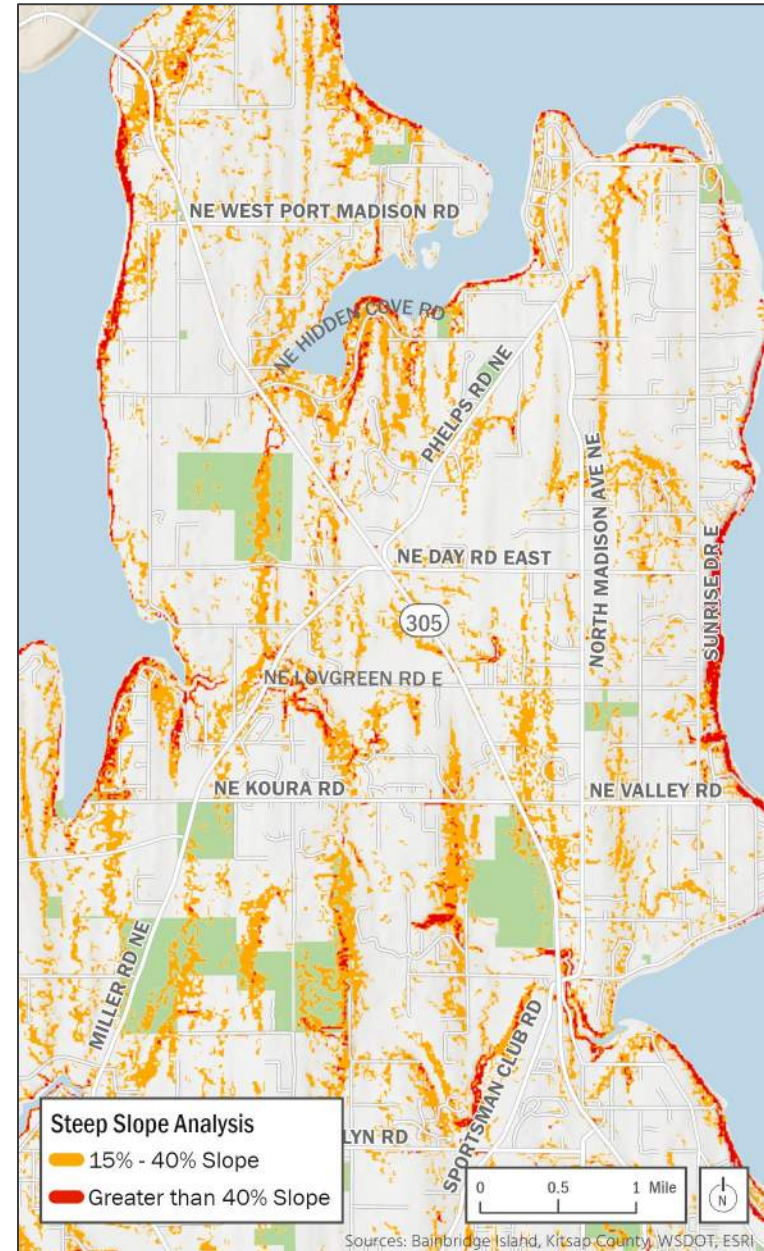 NE WEST PORT MADISON RD
NE HIDDEN COVE RD
PHELPS RD NE
NORTH MADISON AVE NE
SUNRISE DR E
NE DAY RD EAST
305
NE LOVGREEN RD E
NE KOURA RD
NE VALLEY RD
MILLER RD NE
SPORTSMAN CLUB RD
LYN RD
Steep Slope Analysis
15% - 40% Slope
Greater than 40% Slope
0 0.5 1 Mile
N
Sources: Bainbridge Island, Kitsap County, WSDOT, ESRI